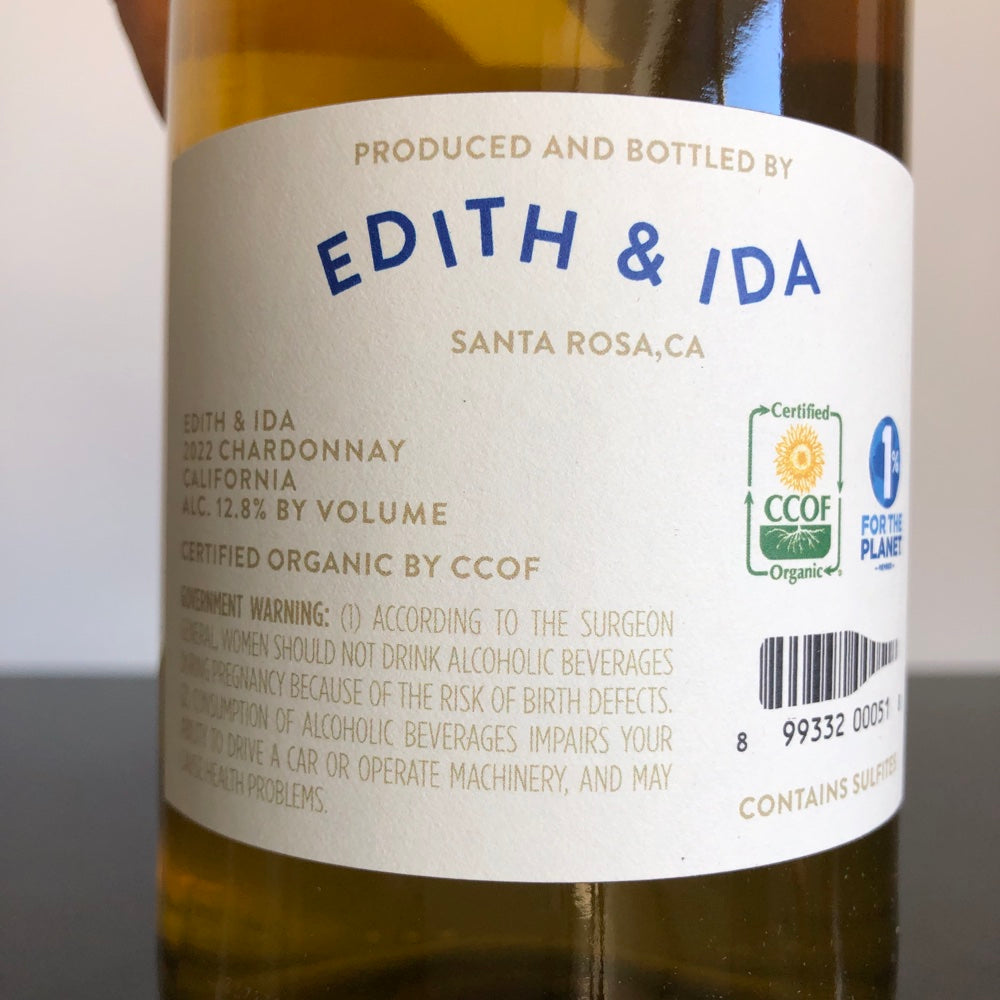 PRODUCED AND BOTTLED BY
EDITH & IDA
SANTA ROSA, CA
EDITH & IDA
2022 CHARDONNAY
CALIFORNIA
ALC. 12.8% BY VOLUME
CERTIFIED ORGANIC BY CCOF
GOVERNMENT WARNING: (1) ACCORDING TO THE SURGEON
GENERAL, WOMEN SHOULD NOT DRINK ALCOHOLIC BEVERAGES
DURING PREGNANCY BECAUSE OF THE RISK OF BIRTH DEFECTS.
(2) CONSUMPTION OF ALCOHOLIC BEVERAGES IMPAIRS YOUR
ABILITY TO DRIVE A CAR OR OPERATE MACHINERY, AND MAY
CAUSE HEALTH PROBLEMS.
Certified
CCOF
Organic
1%
FOR THE
PLANET
8 99332 00051
CONTAINS SULFITES